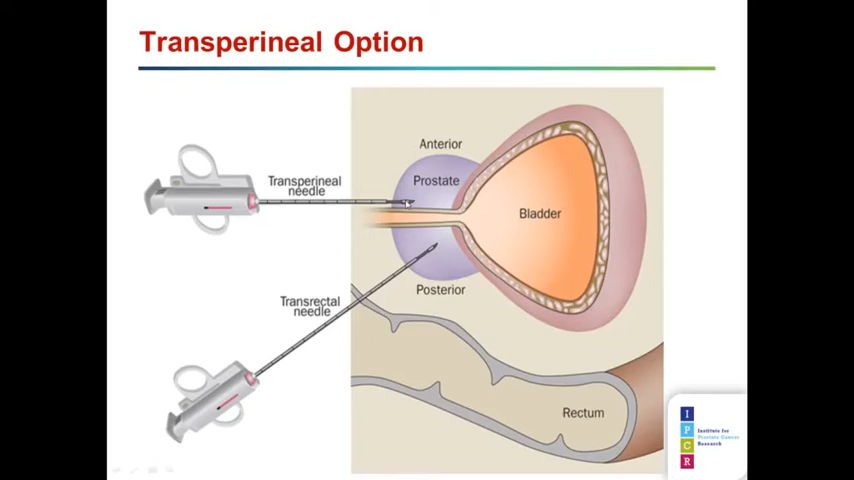 Transperineal Option
Anterior
Transperineal
needle
Prostate
Bladder
Transrectal
needle
Posterior
Rectum
I
P
C
R
Institute for
Prostate Cancer
Research